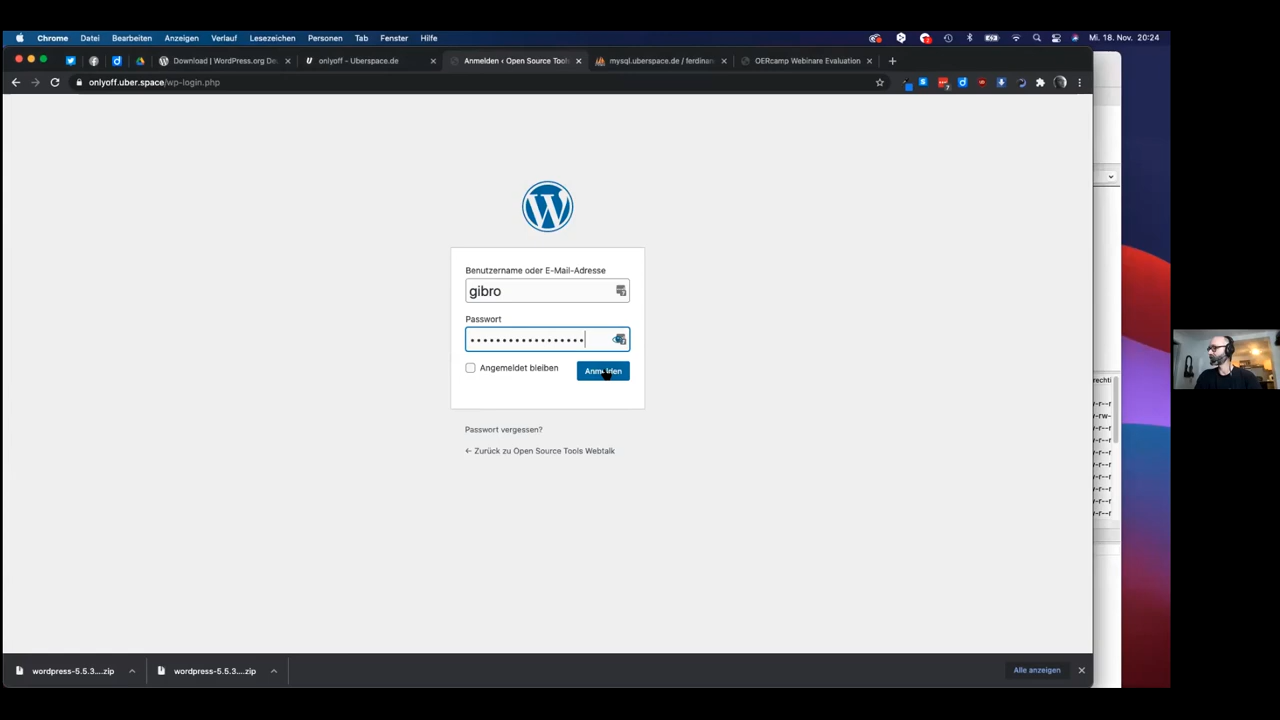 Chrome Datei Bearbeiten Anzeigen Verlauf Lesezeichen Personen Tab Fenster Hilfe Mi. 18. Nov. 20:24
Download | WordPress.org De... onlyoff – Uberspace.de Anmelden ‹ Open Source Tools mysql.uberspace.de / ferdinan OERcamp Webinare Evaluation
onlyoff.uber.space/wp-login.php
Benutzername oder E-Mail-Adresse
gibro
Passwort
Angemeldet bleiben Anmelden
Passwort vergessen?
← Zurück zu Open Source Tools Webtalk
wordpress-5.5.3....zip wordpress-5.5.3....zip Alle anzeigen
rechti
-r--r
-rw-
-r--r
-r--r
-r--r
-r--r
-r--r
-r--r
-r--r
-r--r